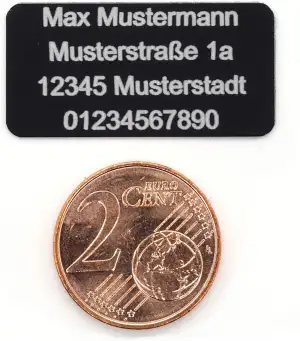 Max Mustermann
Musterstraße 1a
12345 Musterstadt
01234567890
2 EURO
CENT